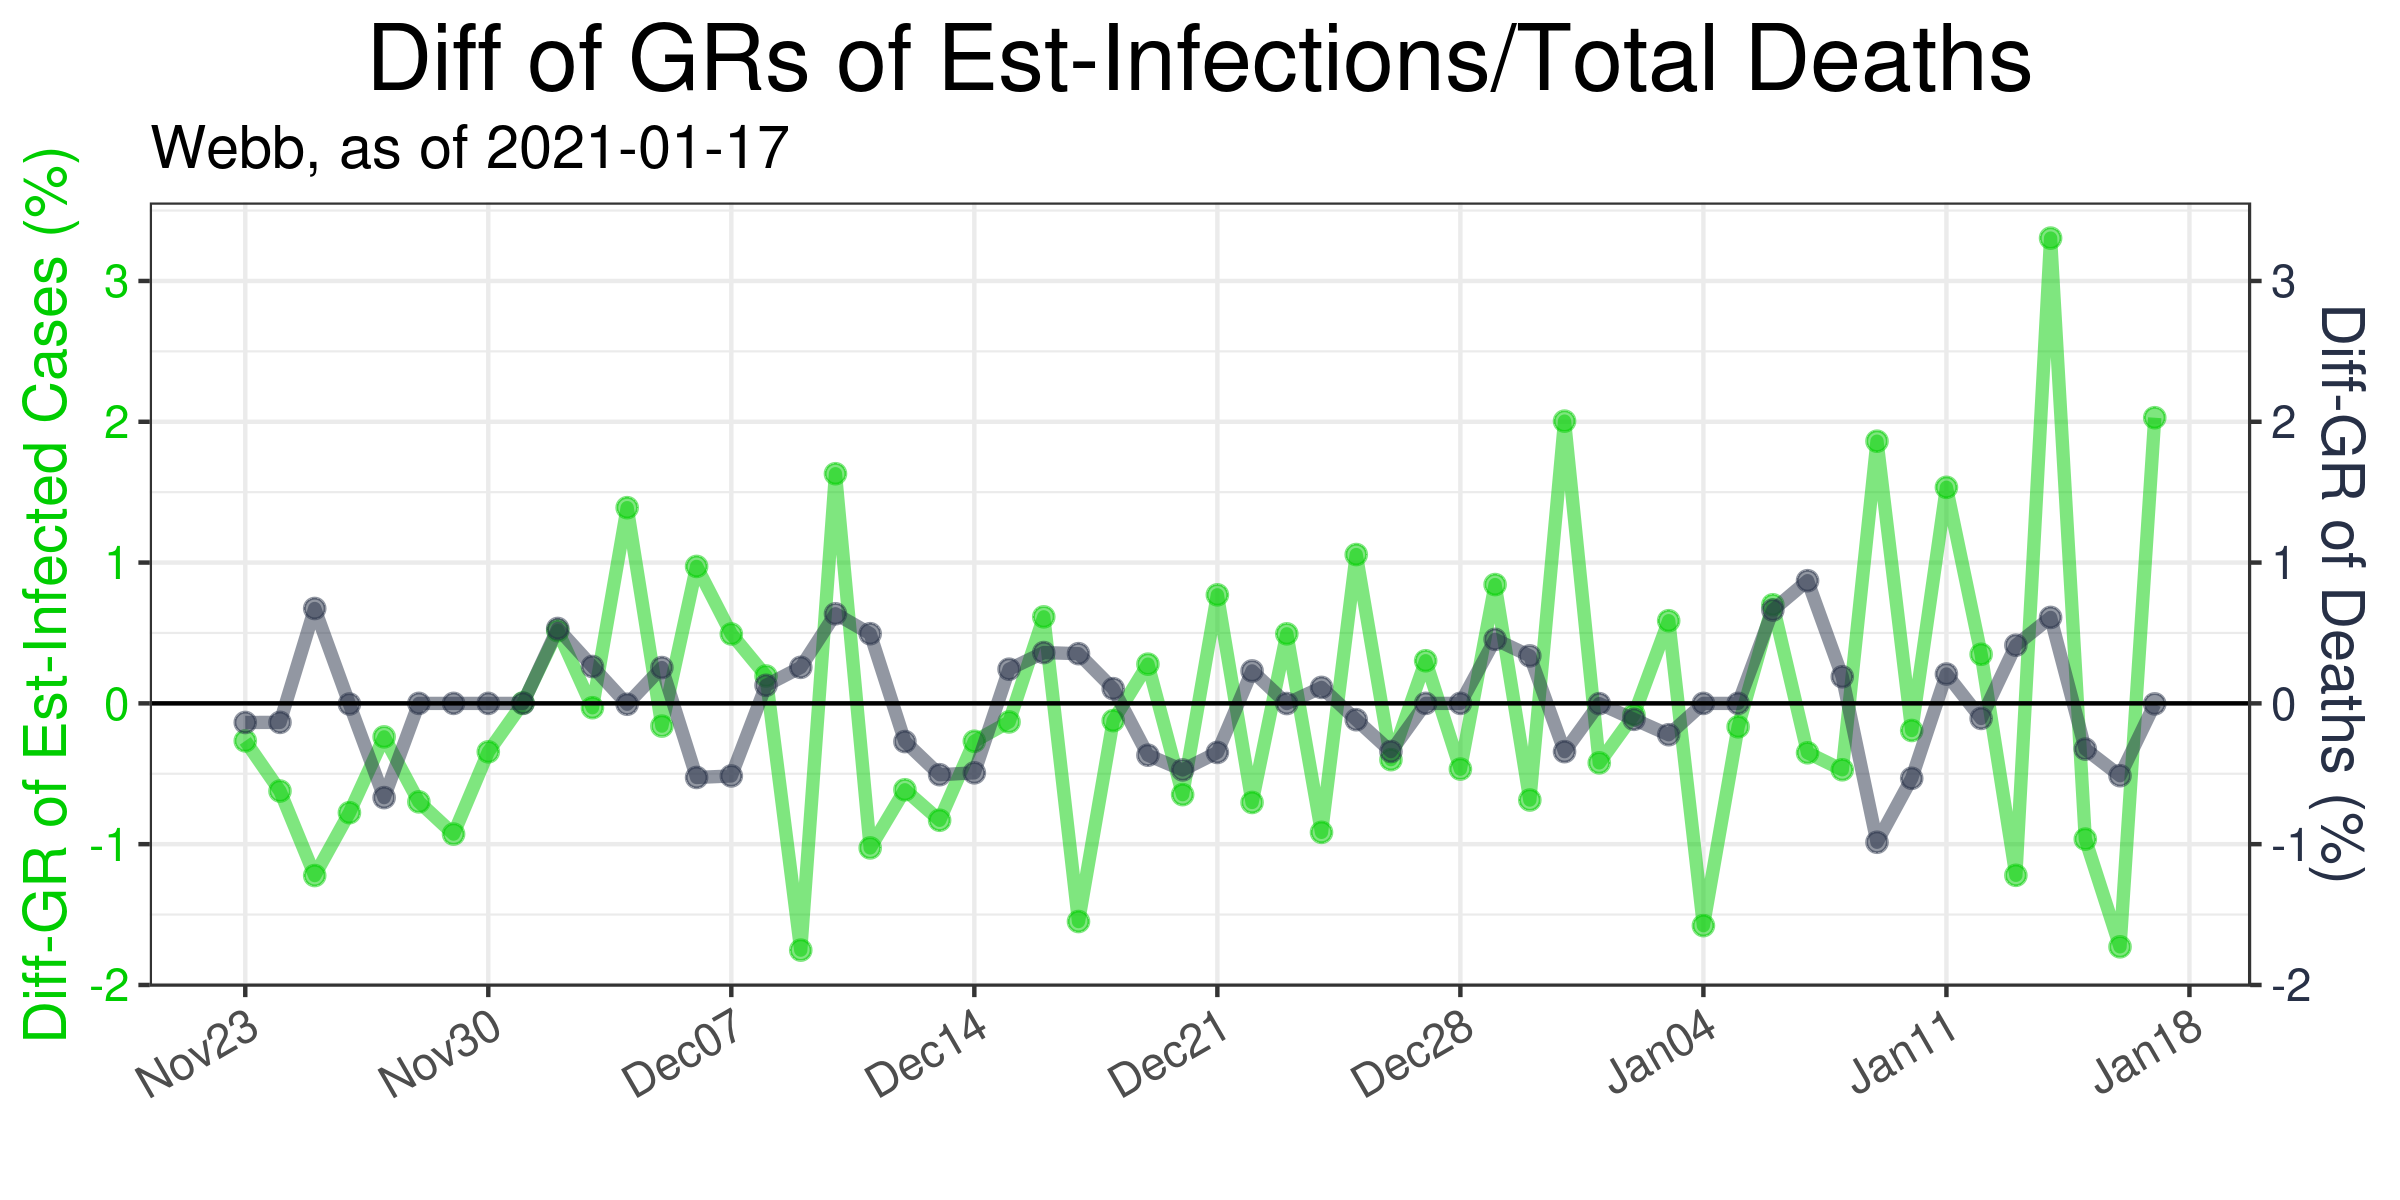 Diff of GRs of Est-Infections/Total Deaths
Webb, as of 2021-01-17
Diff-GR of Est-Infected Cases (%)
3
2
1
0
-1
-2
3
2
1
0
-1
-2
Diff-GR of Deaths (%)
Nov23
Nov30
Dec07
Dec14
Dec21
Dec28
Jan04
Jan11
Jan18